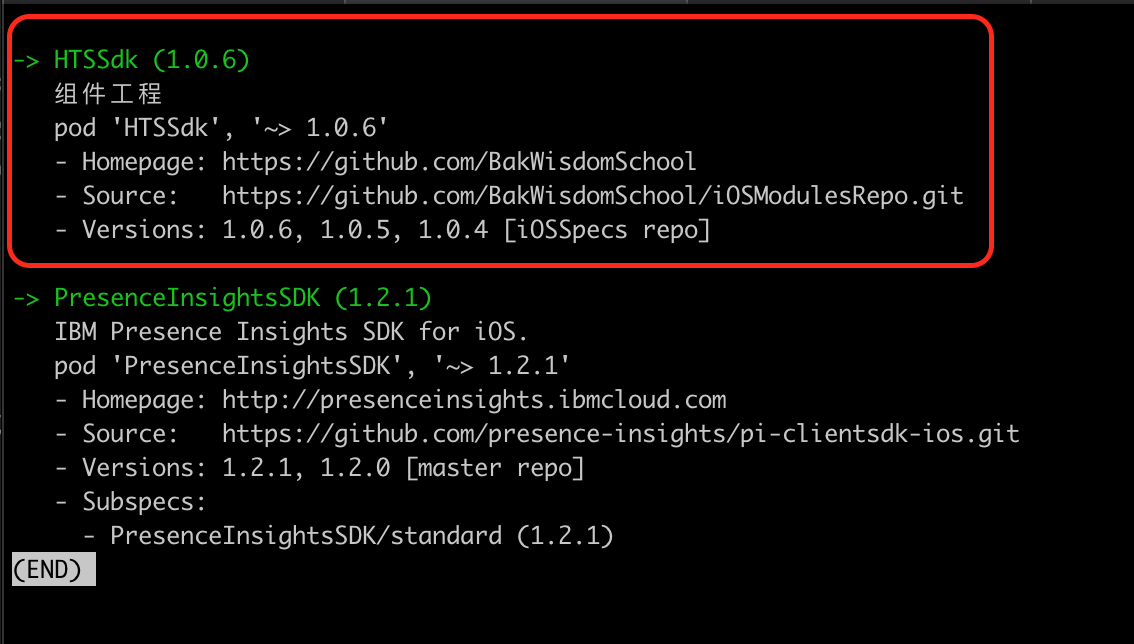 -> HTSSdk (1.0.6)
组件工程
pod 'HTSSdk', '~> 1.0.6'
- Homepage: https://github.com/BakWisdomSchool
- Source:   https://github.com/BakWisdomSchool/iOSModulesRepo.git
- Versions: 1.0.6, 1.0.5, 1.0.4 [iOSSpecs repo]
-> PresenceInsightsSDK (1.2.1)
IBM Presence Insights SDK for iOS.
pod 'PresenceInsightsSDK', '~> 1.2.1'
- Homepage: http://presenceinsights.ibmcloud.com
- Source:   https://github.com/presence-insights/pi-clientsdk-ios.git
- Versions: 1.2.1, 1.2.0 [master repo]
- Subspecs:
- PresenceInsightsSDK/standard (1.2.1)
(END)